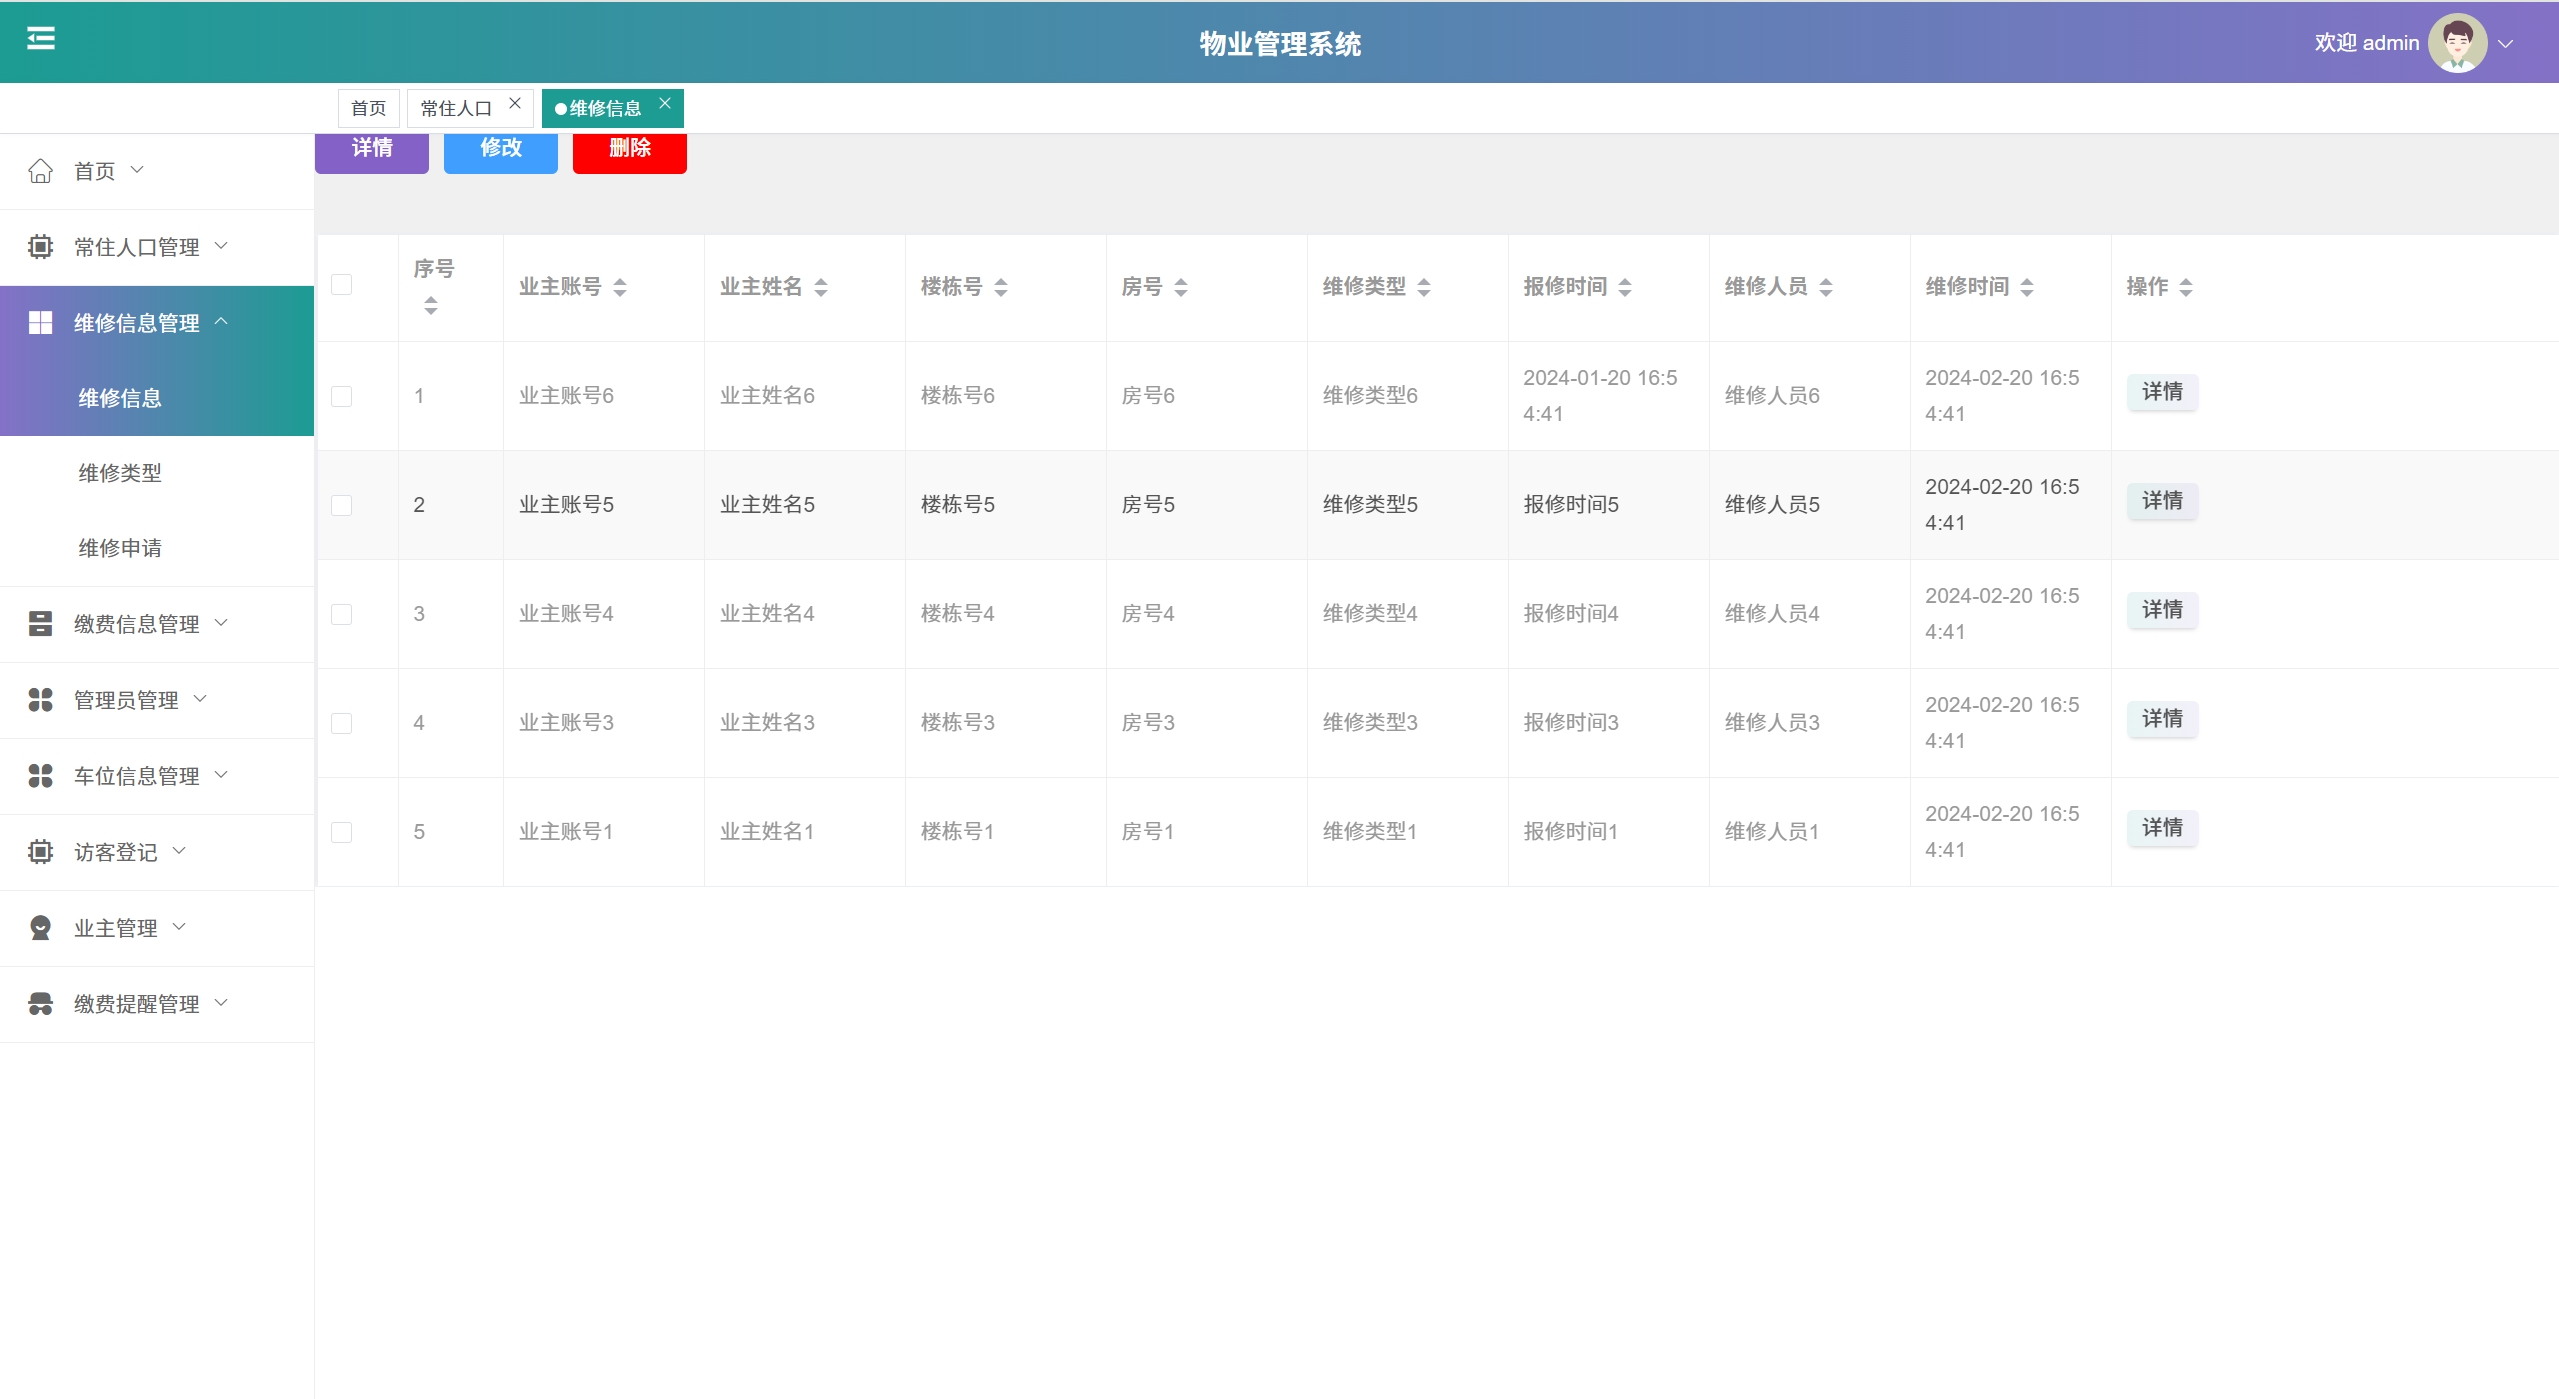 物业管理系统
欢迎 admin
首页 常住人口 维修信息
详情 修改 删除
首页
常住人口管理
维修信息管理
维修信息
维修类型
维修申请
缴费信息管理
管理员管理
车位信息管理
访客登记
业主管理
缴费提醒管理
序号 业主账号 业主姓名 楼栋号 房号 维修类型 报修时间 维修人员 维修时间 操作
1 业主账号6 业主姓名6 楼栋号6 房号6 维修类型6 2024-01-20 16:5 维修人员6 2024-02-20 16:5 详情
4:41 4:41
2 业主账号5 业主姓名5 楼栋号5 房号5 维修类型5 报修时间5 维修人员5 2024-02-20 16:5 详情
4:41
3 业主账号4 业主姓名4 楼栋号4 房号4 维修类型4 报修时间4 维修人员4 2024-02-20 16:5 详情
4:41
4 业主账号3 业主姓名3 楼栋号3 房号3 维修类型3 报修时间3 维修人员3 2024-02-20 16:5 详情
4:41
5 业主账号1 业主姓名1 楼栋号1 房号1 维修类型1 报修时间1 维修人员1 2024-02-20 16:5 详情
4:41